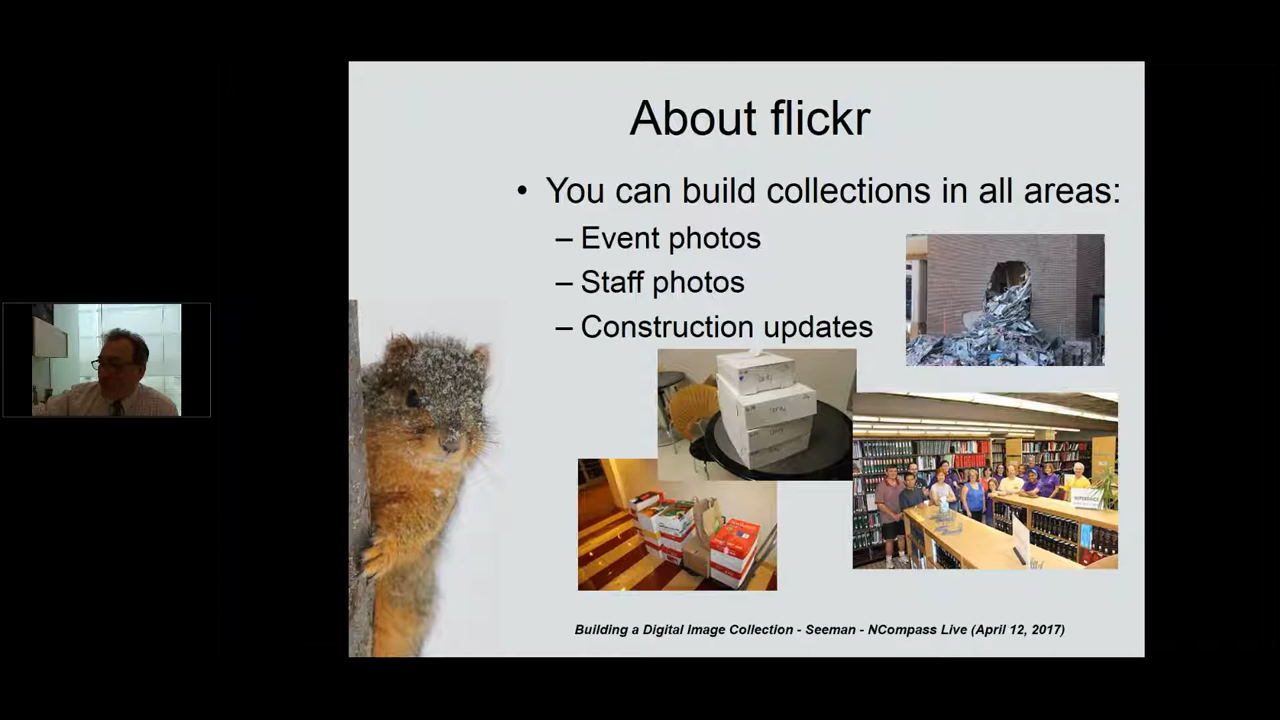 About flickr
• You can build collections in all areas:
– Event photos
– Staff photos
– Construction updates
Building a Digital Image Collection - Seeman - NCompass Live (April 12, 2017)